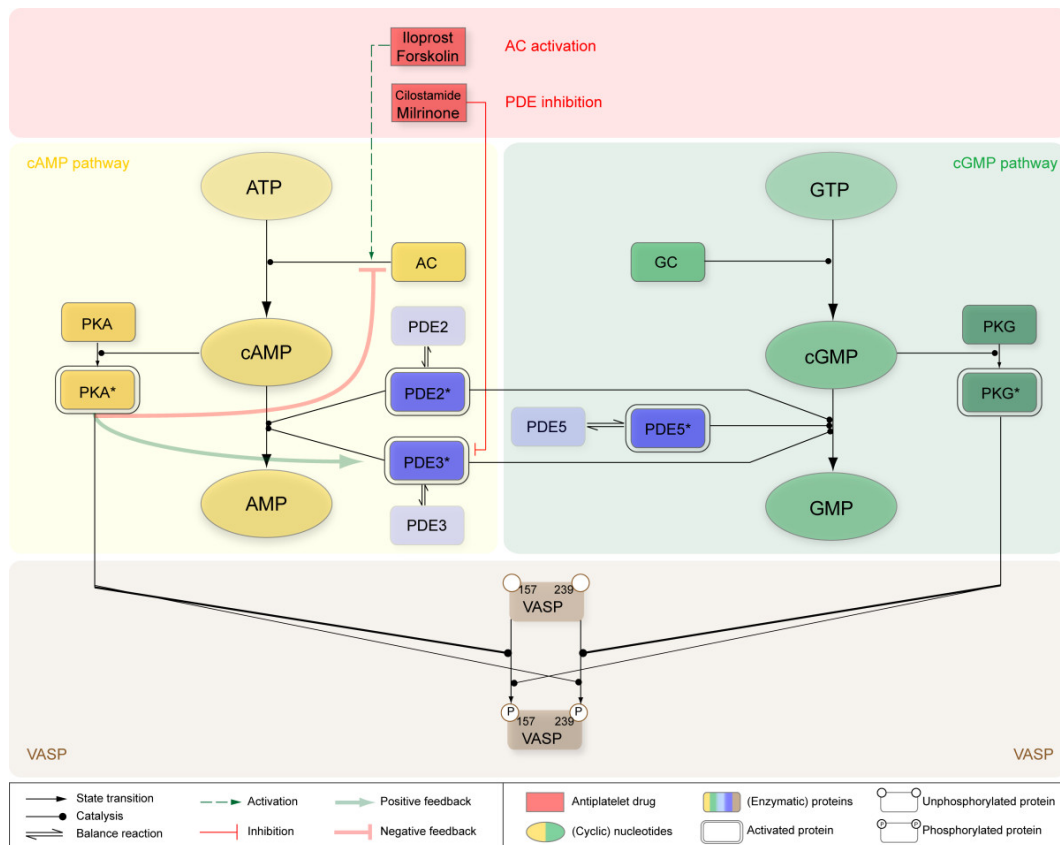 Iloprost
Forskolin
AC activation
Cilostamide
Milrinone
PDE inhibition
cAMP pathway
cGMP pathway
ATP
GTP
AC
GC
PKA
PDE2
PKG
cAMP
cGMP
PKA*
PDE2*
PKG*
PDE5
PDE5*
PDE3*
AMP
GMP
PDE3
157 239
VASP
P P
157 239
VASP
VASP
VASP
State transition
Catalysis
Balance reaction
Activation
Inhibition
Positive feedback
Negative feedback
Antiplatelet drug
(Cyclic) nucleotides
(Enzymatic) proteins
Activated protein
Unphosphorylated protein
P P
Phosphorylated protein